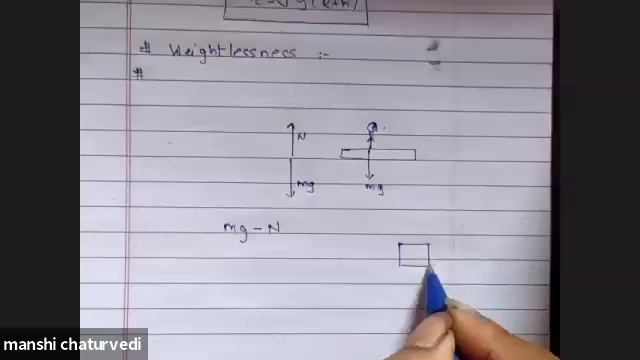 # Weightlessness :-
#
N
mg
mg
mg - N
manshi chaturvedi